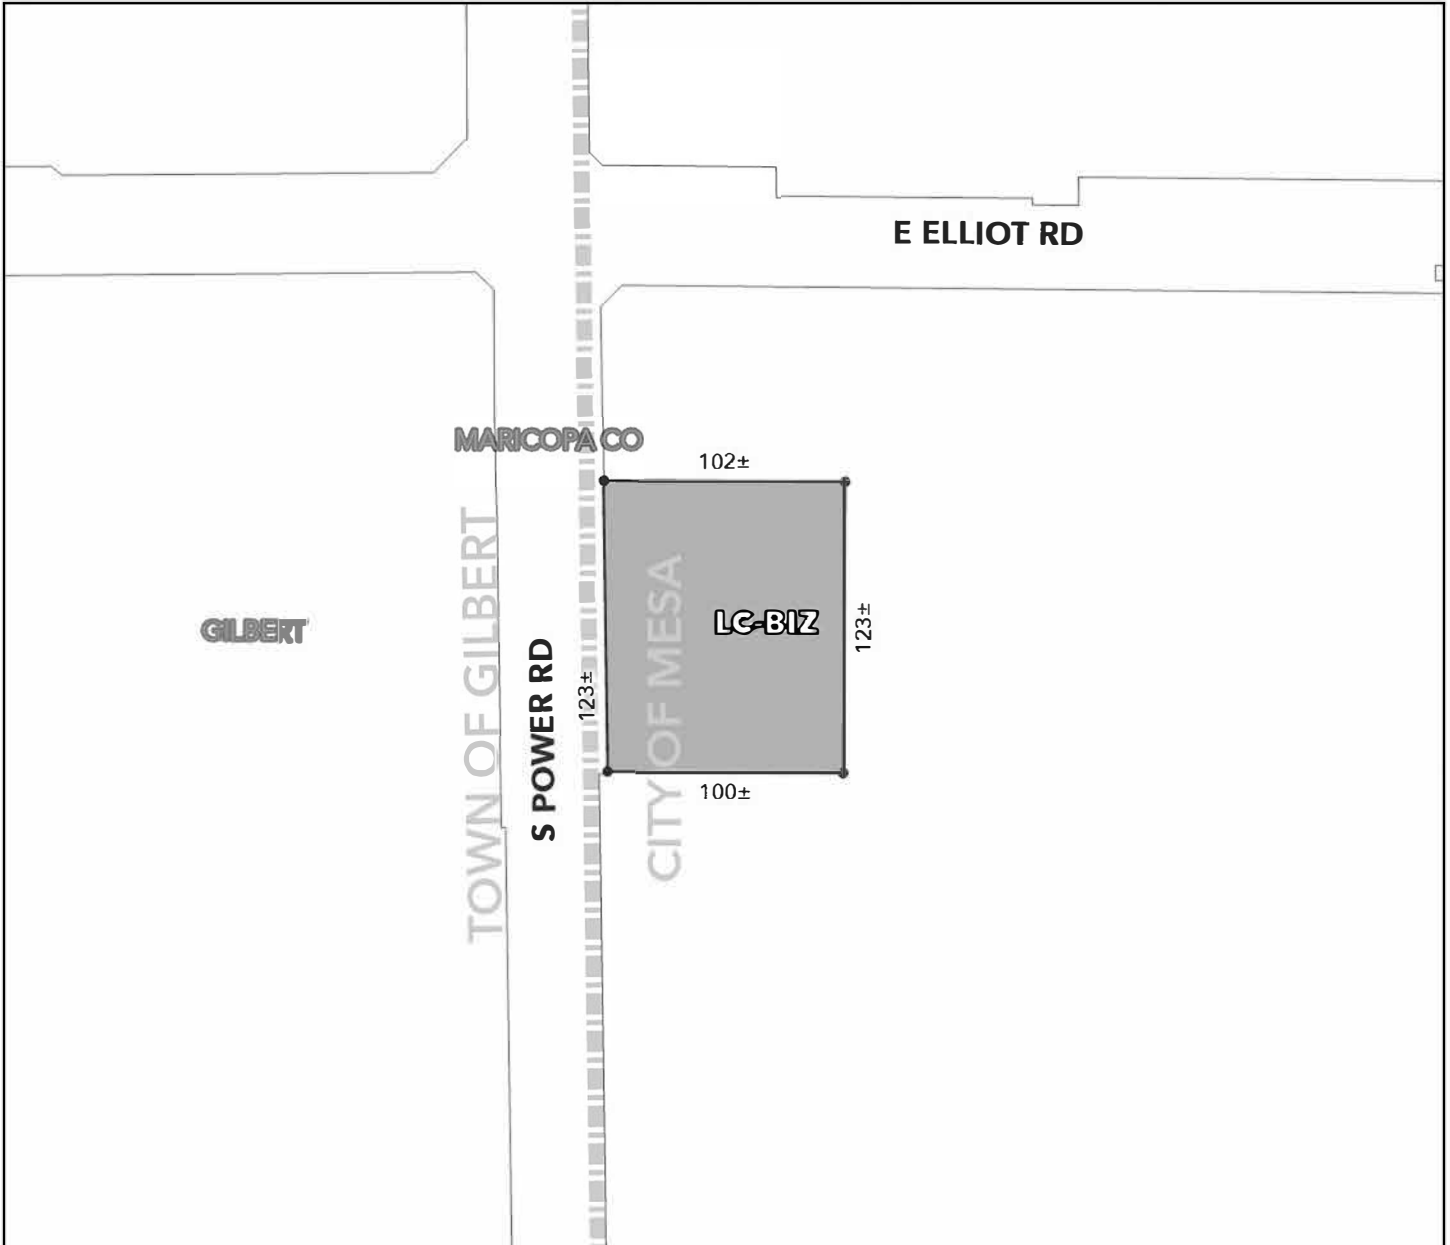 E ELLIOT RD
MARICOPA CO
102±
TOWN OF GILBERT
GILBERT
S POWER RD
123±
CITY OF MESA
LC-BIZ
123±
100±